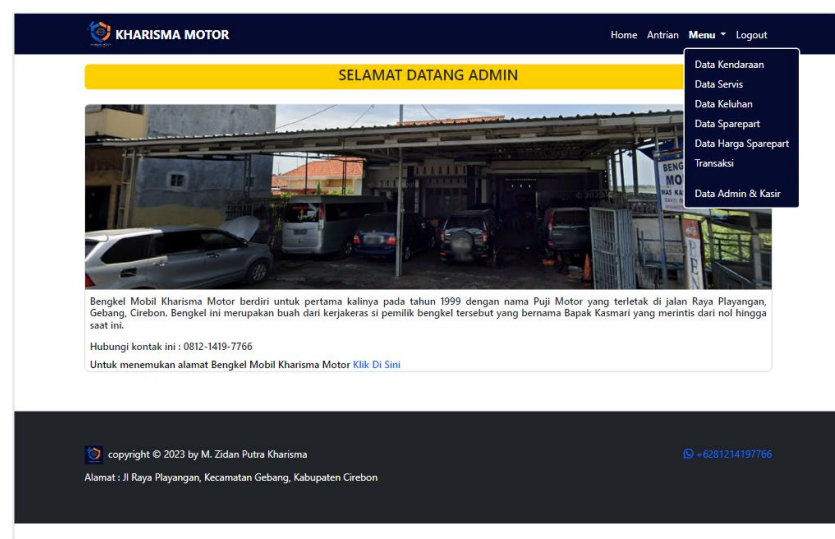 KHARISMA MOTOR
Home Antrian Menu Logout
Data Kendaraan
Data Servis
Data Keluhan
Data Sparepart
Data Harga Sparepart
Transaksi
Data Admin & Kasir
SELAMAT DATANG ADMIN
BENG
MO
Bengkel Mobil Kharisma Motor berdiri untuk pertama kalinya pada tahun 1999 dengan nama Puji Motor yang terletak di jalan Raya Playangan,
Gebang, Cirebon. Bengkel ini merupakan buah dari kerjakeras si pemilik bengkel tersebut yang bernama Bapak Kasmari yang merintis dari nol hingga
saat ini.
Hubungi kontak ini : 0812-1419-7766
Untuk menemukan alamat Bengkel Mobil Kharisma Motor Klik Di Sini
copyright © 2023 by M. Zidan Putra Kharisma
+6281214197766
Alamat : Jl Raya Playangan, Kecamatan Gebang, Kabupaten Cirebon